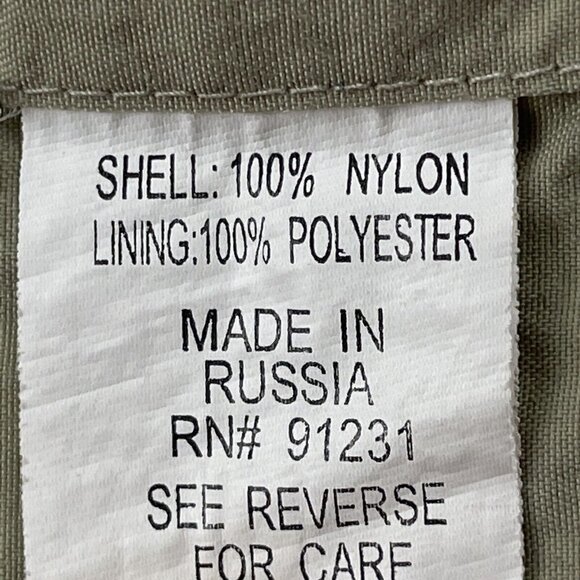 SHELL: 100% NYLON
LINING:100% POLYESTER
MADE IN
RUSSIA
RN# 91231
SEE REVERSE
FOR CARE